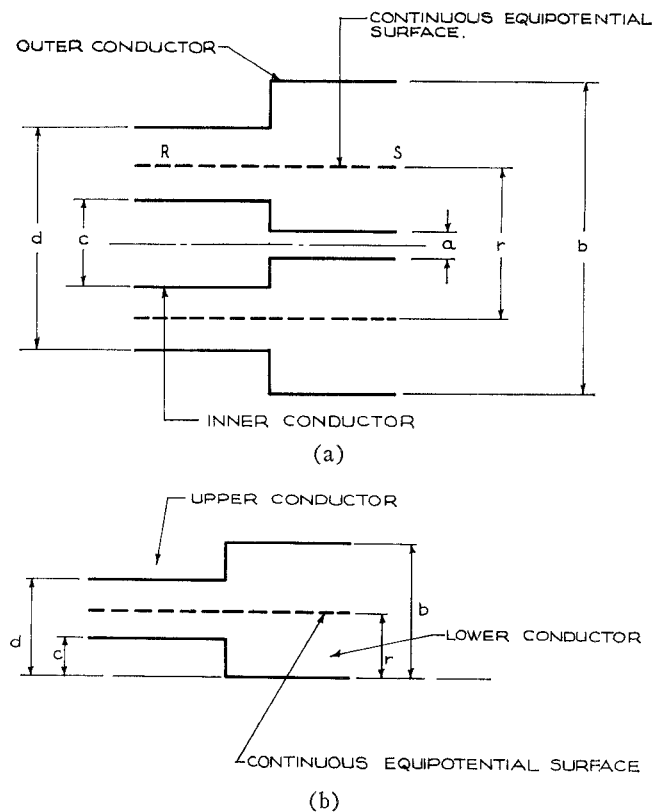 CONTINUOUS EQUIPOTENTIAL
SURFACE.
OUTER CONDUCTOR
R S
d c a r b
INNER CONDUCTOR
(a)
UPPER CONDUCTOR
d c r b
LOWER CONDUCTOR
CONTINUOUS EQUIPOTENTIAL SURFACE
(b)